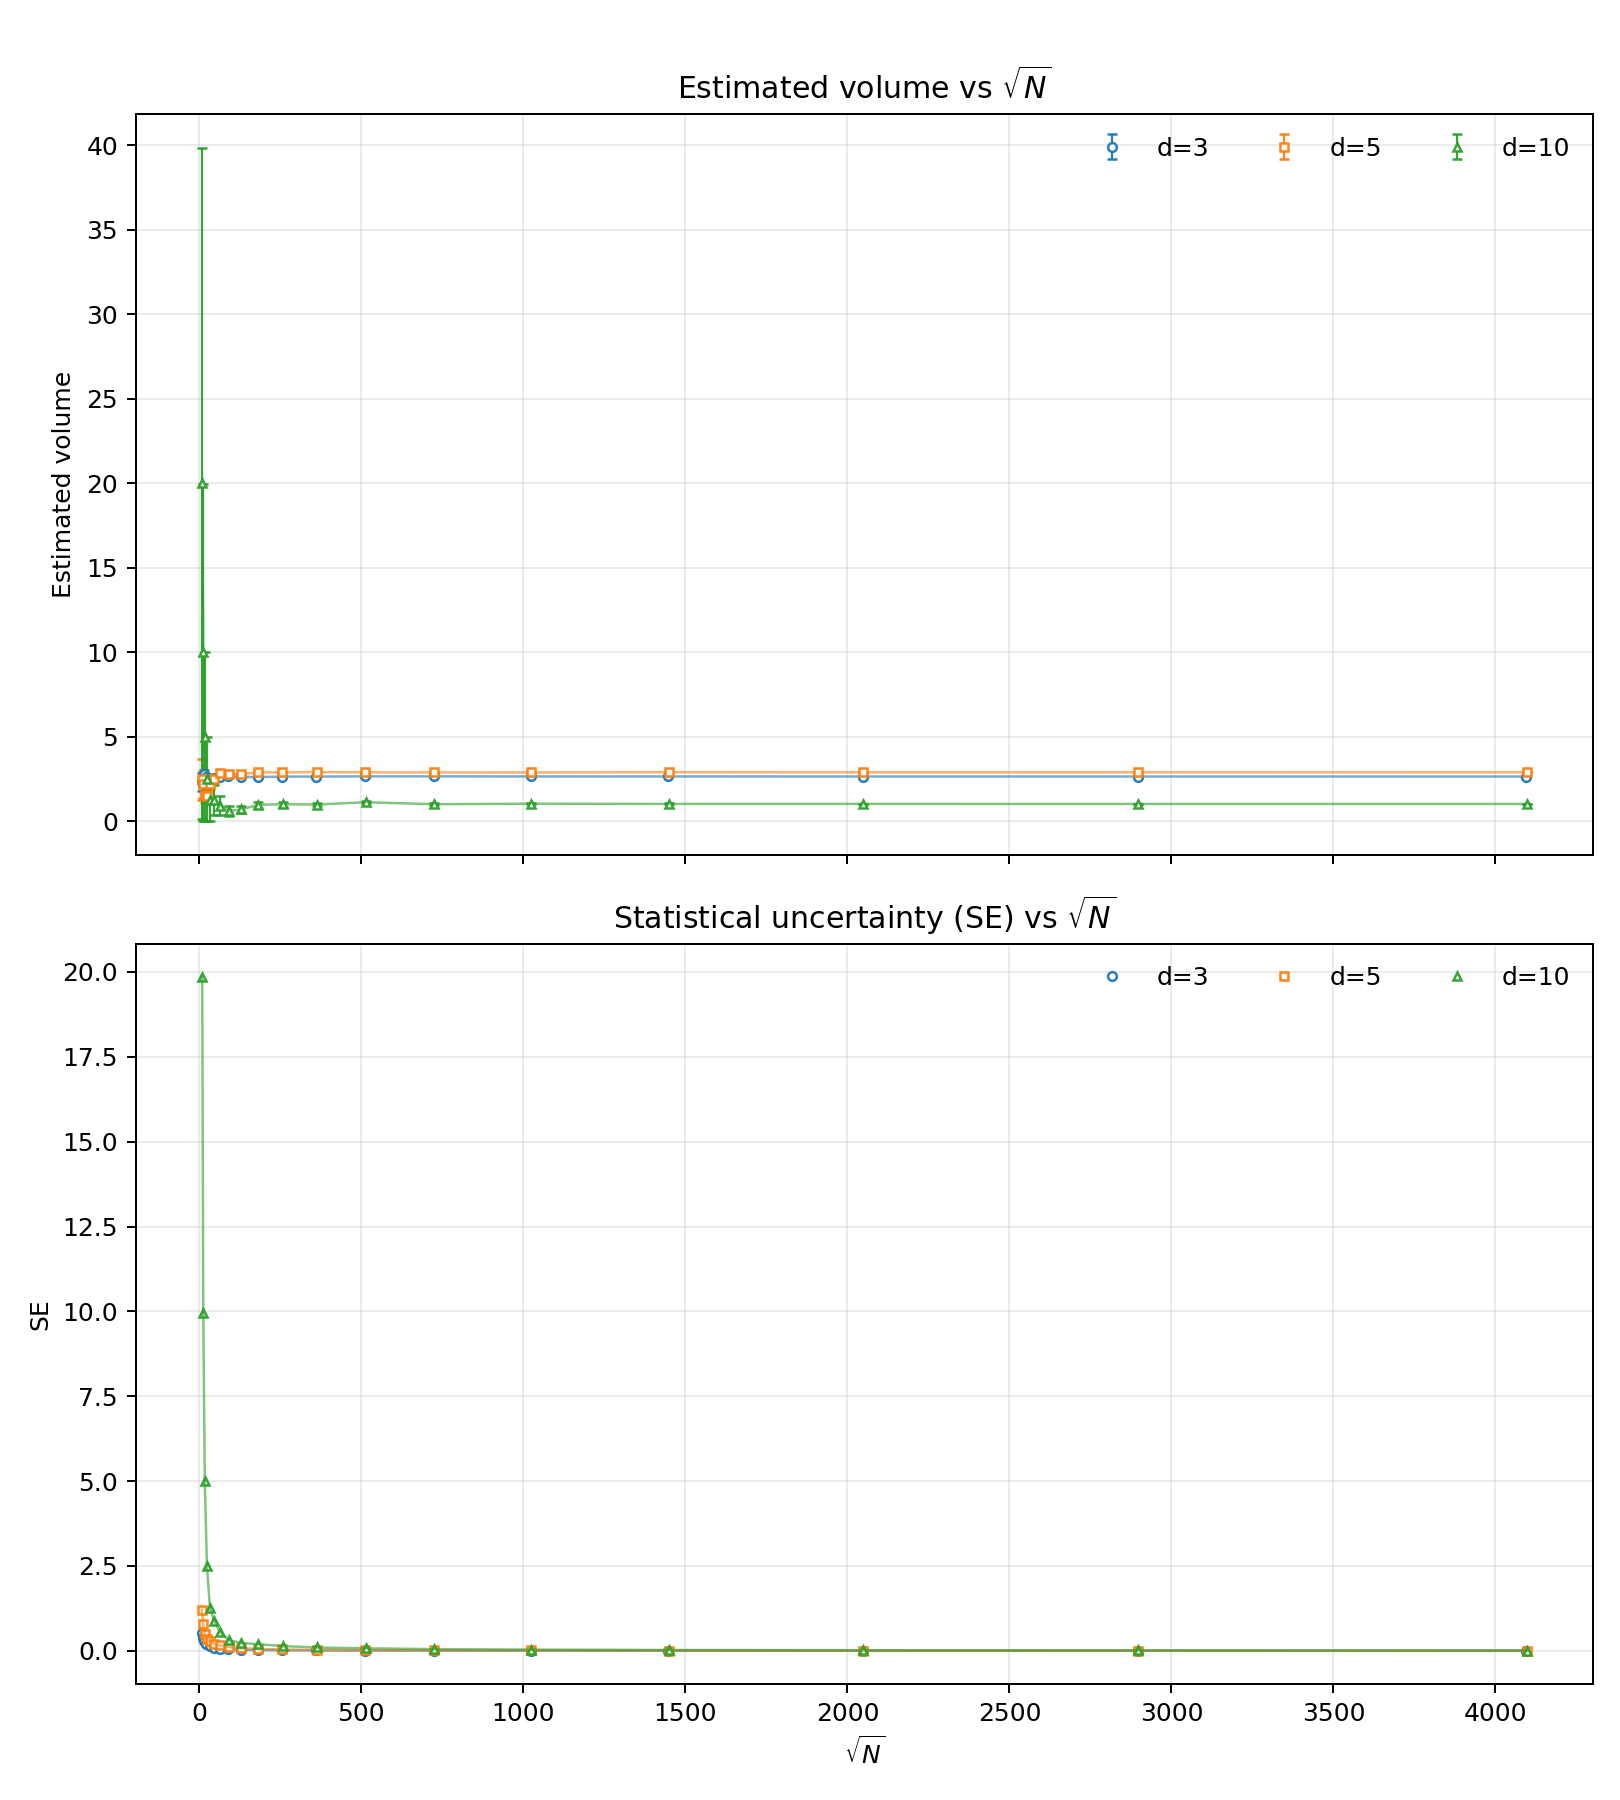 Estimated volume vs √N
40
35
30
25
20
15
10
5
0
Estimated volume
d=3 d=5 d=10
Statistical uncertainty (SE) vs √N
20.0
17.5
15.0
12.5
10.0
7.5
5.0
2.5
0.0
SE
d=3 d=5 d=10
0 500 1000 1500 2000 2500 3000 3500 4000
√N